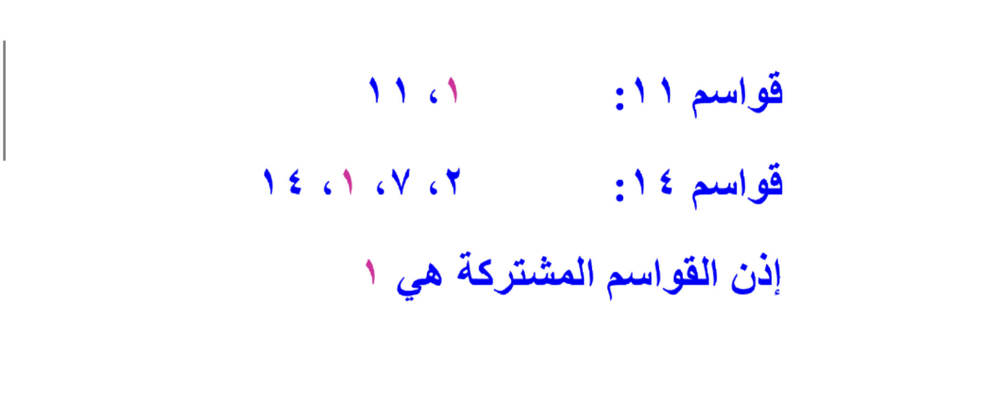 قواسم ١١: ١، ١١
قواسم ١٤: ٢، ٧، ١، ١٤
إذن القواسم المشتركة هي ١